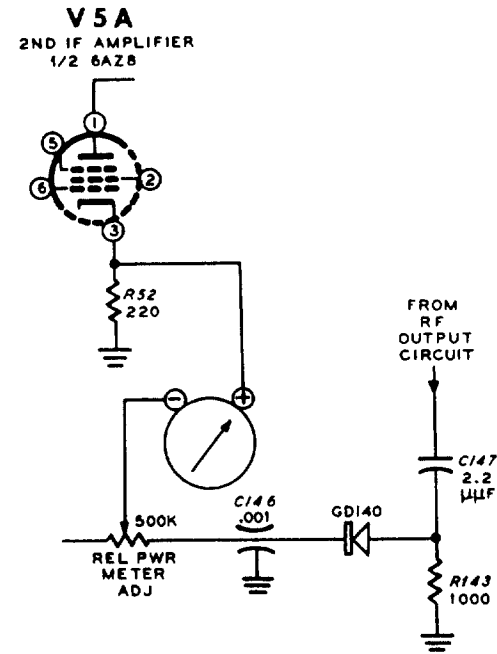 V5A
2ND IF AMPLIFIER
1/2 6AZ8
1
5
2
6
3
R52
220
FROM
RF
OUTPUT
CIRCUIT
−
+
C147
2.2
μμF
500K
C146
.001
GD140
REL PWR
METER
ADJ
R143
1000